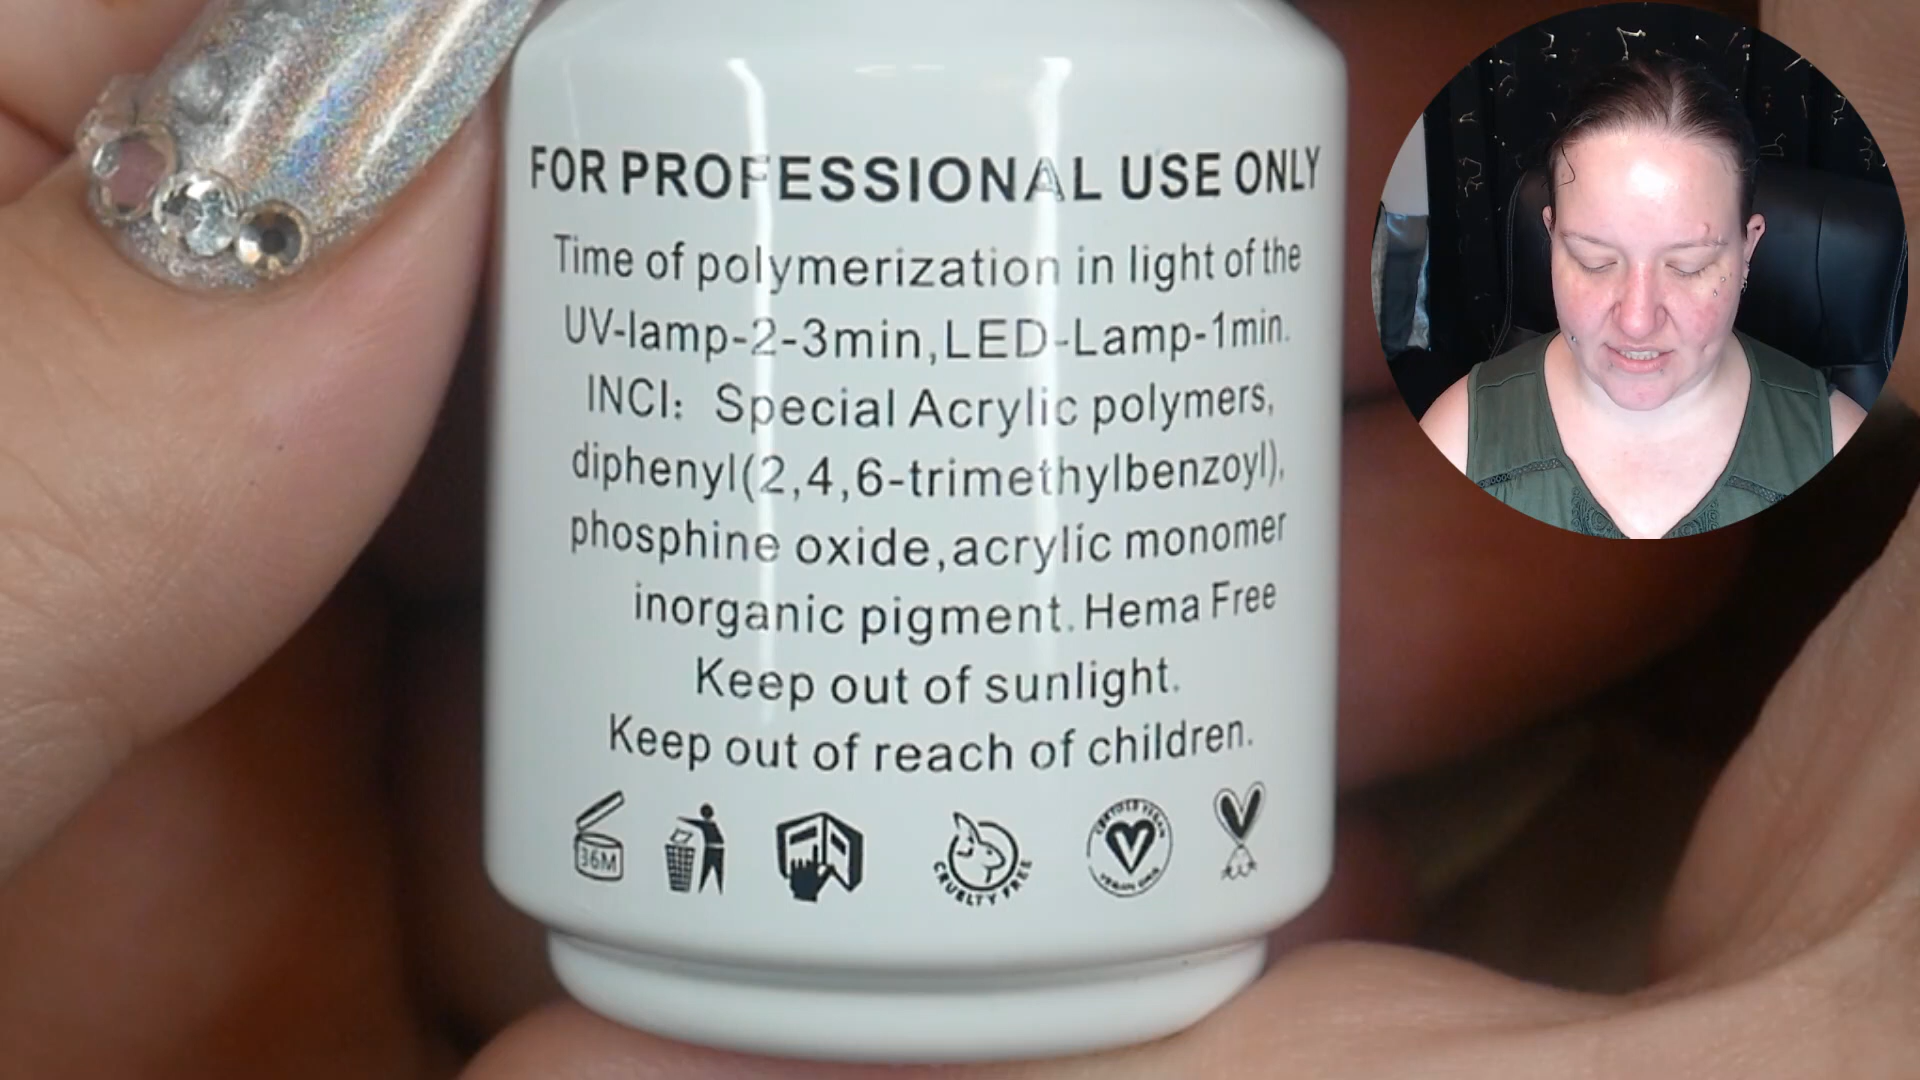 FOR PROFESSIONAL USE ONLY
Time of polymerization in light of the
UV-lamp-2-3min,LED-Lamp-1min.
INCI: Special Acrylic polymers,
diphenyl(2,4,6-trimethylbenzoyl),
phosphine oxide,acrylic monomer
inorganic pigment. Hema Free
Keep out of sunlight.
Keep out of reach of children.
36M
CRUELTY FREE
CERTIFIED VEGAN